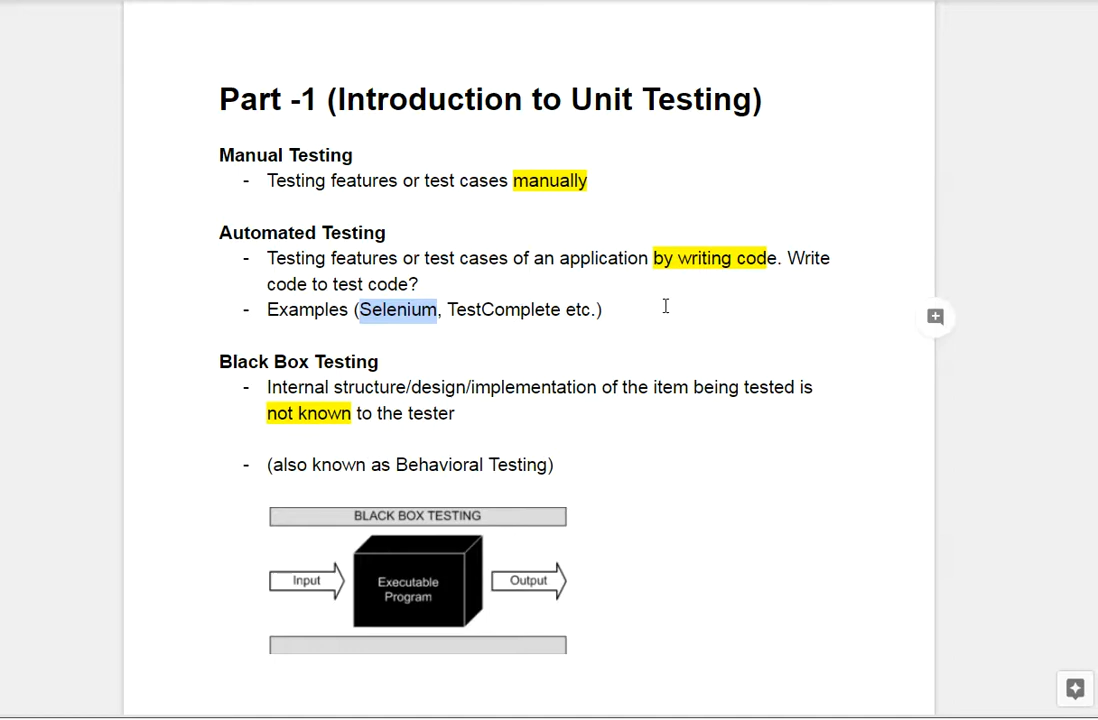 Part -1 (Introduction to Unit Testing)
Manual Testing
- Testing features or test cases manually
Automated Testing
- Testing features or test cases of an application by writing code. Write
code to test code?
- Examples (Selenium, TestComplete etc.)
Black Box Testing
- Internal structure/design/implementation of the item being tested is
not known to the tester
- (also known as Behavioral Testing)
BLACK BOX TESTING
Input
Executable
Program
Output